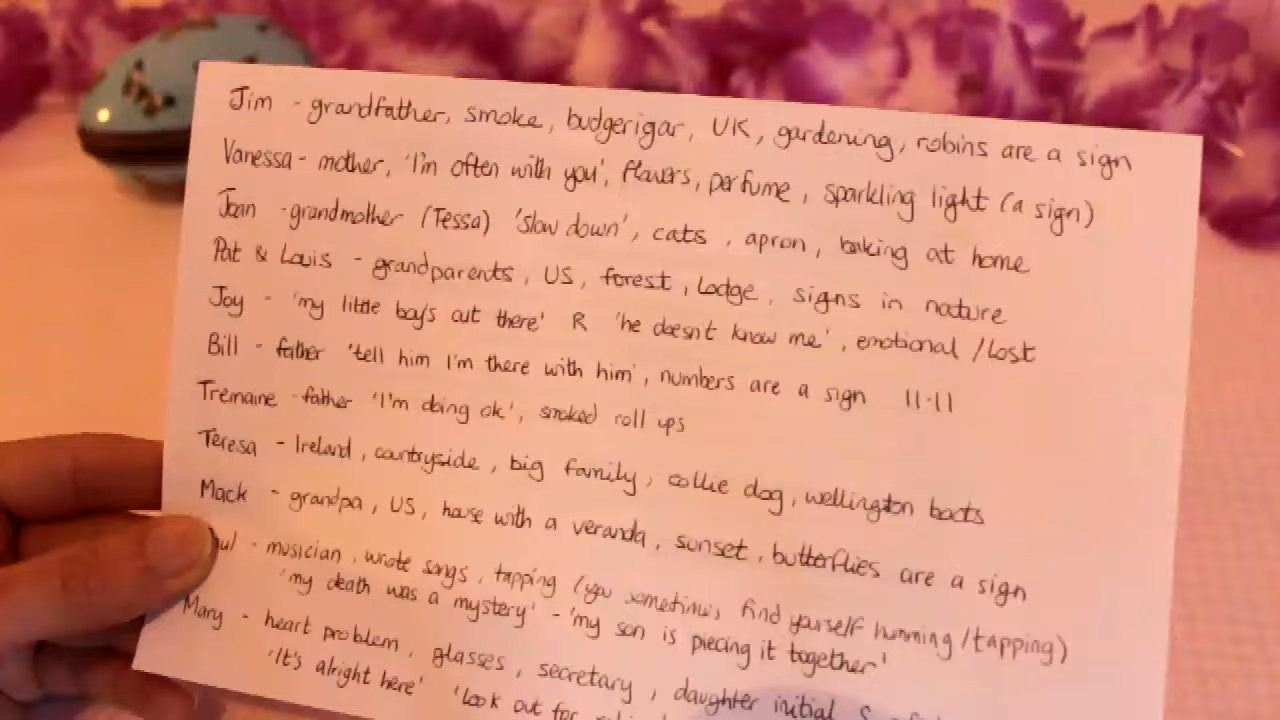 Jim - grandfather, smoke, budgerigar, UK, gardening, robins are a sign
Vanessa - mother, 'I'm often with you', flowers, perfume, sparkling light (a sign)
Joan - grandmother (Tessa) 'slow down', cats, apron, baking at home
Pat & Louis - grandparents, US, forest, lodge, signs in nature
Joy - 'my little boy's out there' R 'he doesn't know me', emotional/lost
Bill - father 'tell him I'm there with him', numbers are a sign 11.11
Tremaine - father 'I'm doing ok', smoked roll ups
Teresa - Ireland, countryside, big family, collie dog, wellington boots
Mack - grandpa, US, house with a veranda, sunset, butterflies are a sign
- musician, wrote songs, tapping (you sometimes find yourself humming/tapping)
'my death was a mystery' - 'my son is piecing it together'
Mary - heart problem, glasses, secretary, daughter initial
'It's alright here' 'look out for